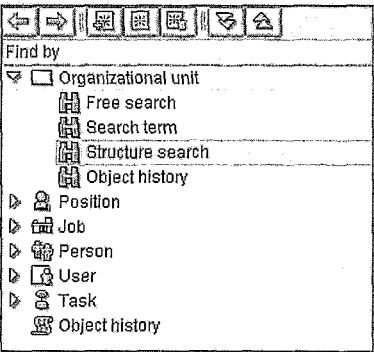 Find by
Organizational unit
Free search
Search term
Structure search
Object history
Position
Job
Person
User
Task
Object history